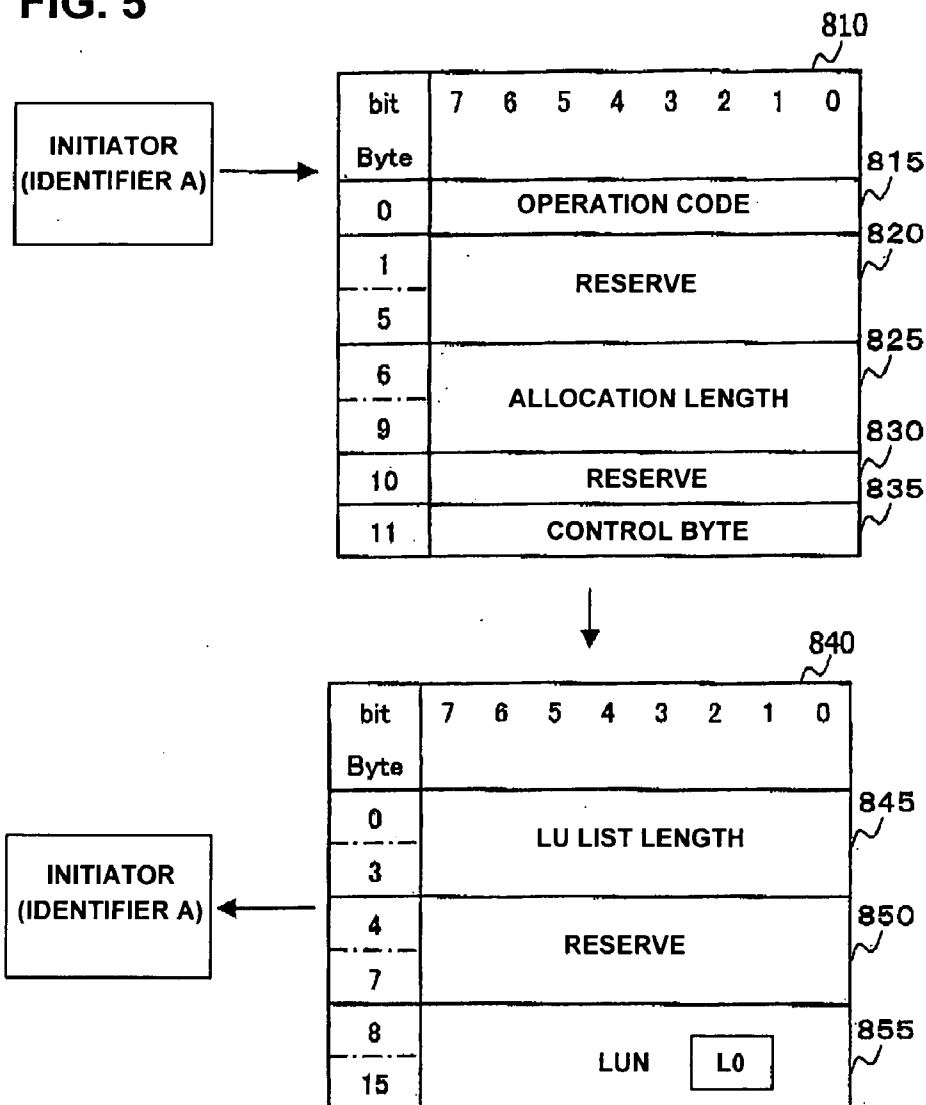 FIG. 5
810
bit 7 6 5 4 3 2 1 0
Byte
INITIATOR
(IDENTIFIER A)
815
0 OPERATION CODE
820
1
RESERVE
5
825
6
ALLOCATION LENGTH
9
830
10 RESERVE
835
11 CONTROL BYTE
840
bit 7 6 5 4 3 2 1 0
Byte
845
0
LU LIST LENGTH
3
INITIATOR
(IDENTIFIER A)
850
4
RESERVE
7
855
8
LUN L0
15